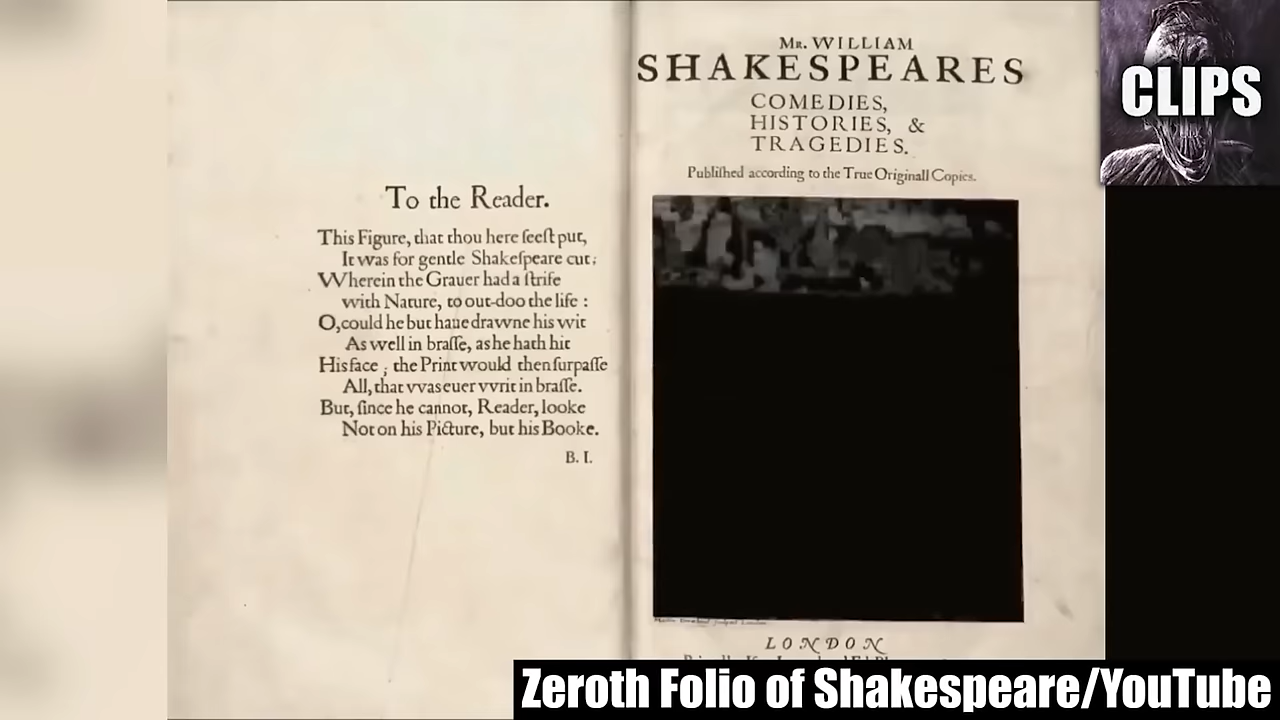 To the Reader.
This Figure, that thou here ſeeſt put,
It was for gentle Shakeſpeare cut;
Wherein the Grauer had a ſtrife
with Nature, to out-doo the life :
O, could he but haue drawne his wit
As well in braſſe, as he hath hit
His face ; the Print would then ſurpaſſe
All, that vvas euer vvrit in braſſe.
But, ſince he cannot, Reader, looke
Not on his Picture, but his Booke.
B. I.
Mr. WILLIAM
SHAKESPEARES
COMEDIES,
HISTORIES, &
TRAGEDIES.
Publiſhed according to the True Originall Copies.
LONDON
CLIPS
Zeroth Folio of Shakespeare/YouTube